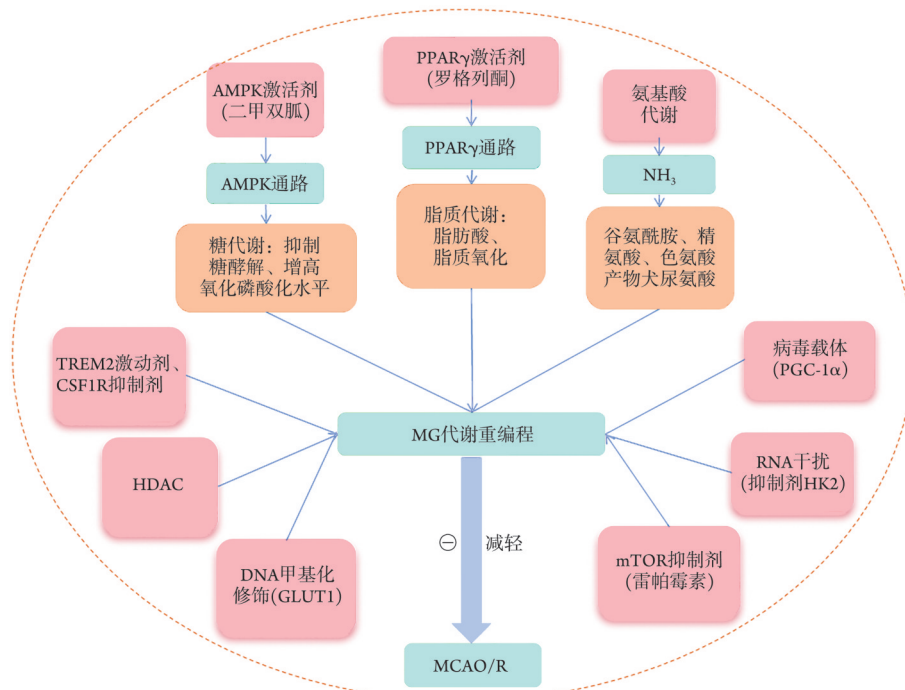 AMPK激活剂
(二甲双胍)
PPARγ激活剂
(罗格列酮)
氨基酸
代谢
AMPK通路
PPARγ通路
NH₃
糖代谢：抑制
糖酵解、增高
氧化磷酸化水平
脂质代谢：
脂肪酸、
脂质氧化
谷氨酰胺、精
氨酸、色氨酸
产物犬尿氨酸
TREM2激动剂、
CSF1R抑制剂
病毒载体
(PGC-1α)
MG代谢重编程
HDAC
RNA干扰
(抑制剂HK2)
DNA甲基化
修饰(GLUT1)
⊖
减轻
mTOR抑制剂
(雷帕霉素)
MCAO/R